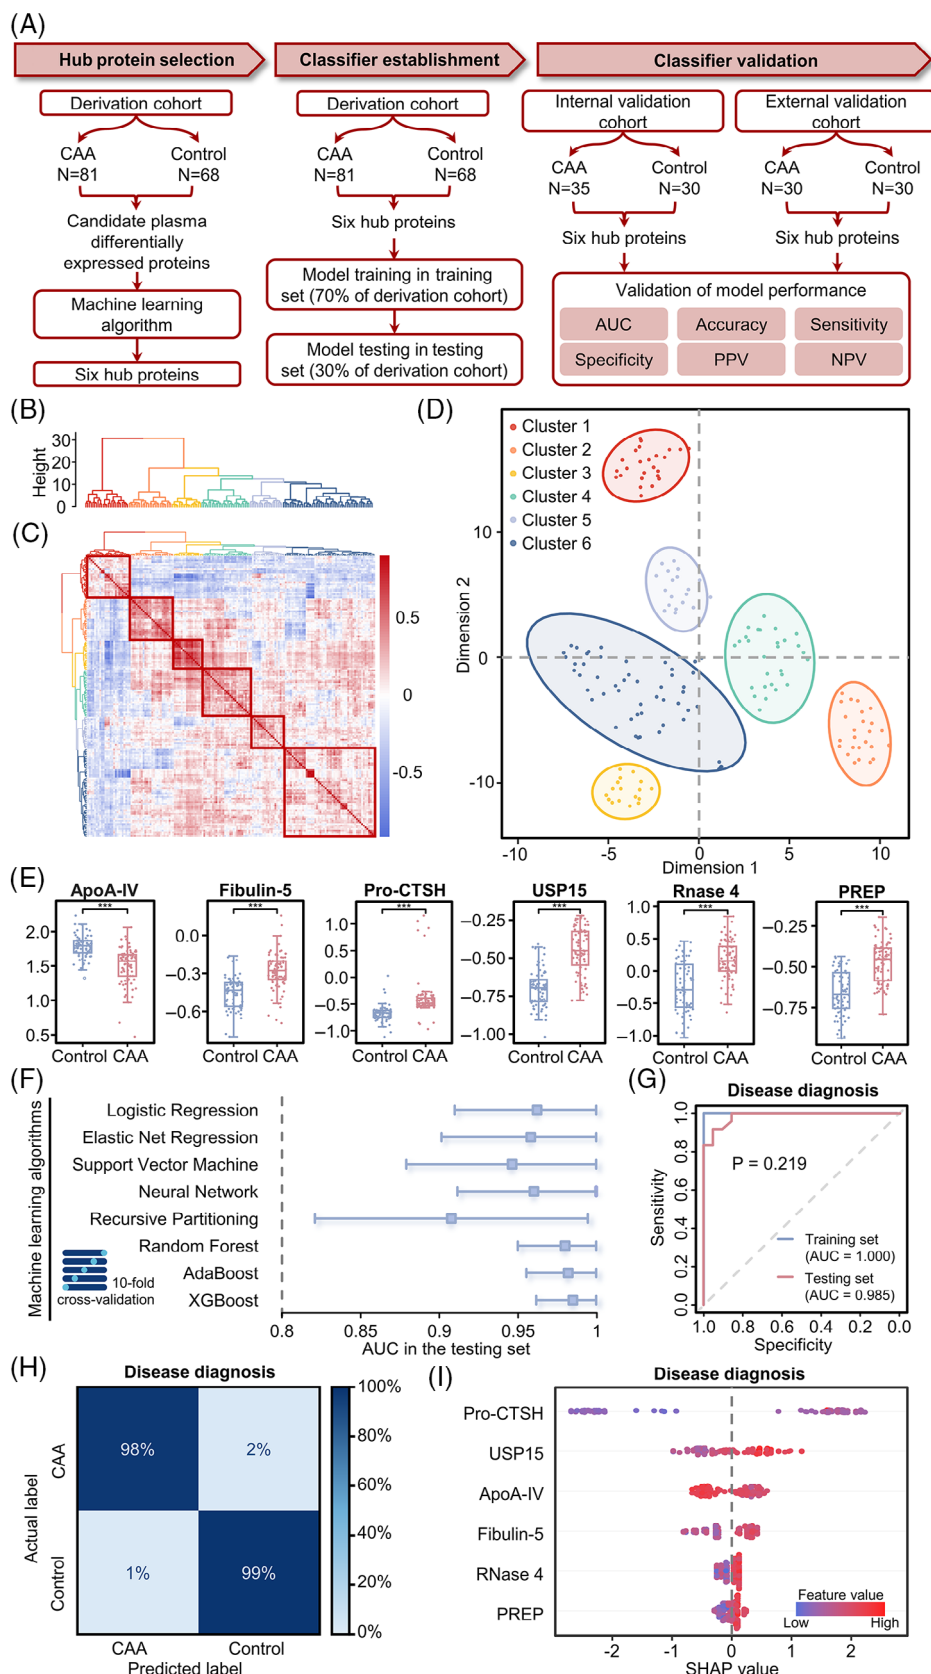 (A)
Hub protein selection
Classifier establishment
Classifier validation
Derivation cohort
CAA
N=81
Control
N=68
Candidate plasma
differentially
expressed proteins
Machine learning
algorithm
Six hub proteins
Derivation cohort
CAA
N=81
Control
N=68
Six hub proteins
Model training in training
set (70% of derivation cohort)
Model testing in testing
set (30% of derivation cohort)
Internal validation
cohort
External validation
cohort
CAA
N=35
Control
N=30
CAA
N=30
Control
N=30
Six hub proteins
Six hub proteins
Validation of model performance
AUC
Accuracy
Sensitivity
Specificity
PPV
NPV
(B)
Height
30
20
10
0
(C)
0.5
0
-0.5
(D)
Cluster 1
Cluster 2
Cluster 3
Cluster 4
Cluster 5
Cluster 6
Dimension 2
10
0
-10
-10
-5
0
5
10
Dimension 1
(E)
ApoA-IV
***
2.0
1.5
1.0
0.5
Control CAA
Fibulin-5
***
0.0
−0.3
−0.6
Control CAA
Pro-CTSH
***
1.0
0.5
0.0
−0.5
−1.0
Control CAA
USP15
***
−0.25
−0.50
−0.75
−1.00
Control CAA
Rnase 4
***
1.0
0.5
0.0
−0.5
−1.0
Control CAA
PREP
***
−0.25
−0.50
−0.75
Control CAA
(F)
Machine learning algorithms
Logistic Regression
Elastic Net Regression
Support Vector Machine
Neural Network
Recursive Partitioning
Random Forest
AdaBoost
XGBoost
10-fold
cross-validation
0.8
0.85
0.9
0.95
1
AUC in the testing set
(G)
Disease diagnosis
Sensitivity
1.0
0.8
0.6
0.4
0.2
0.0
P = 0.219
Training set
(AUC = 1.000)
Testing set
(AUC = 0.985)
1.0
0.8
0.6
0.4
0.2
0.0
Specificity
(H)
Disease diagnosis
Actual label
CAA
Control
98%
2%
1%
99%
CAA
Control
Predicted label
100%
80%
60%
40%
20%
0%
(I)
Disease diagnosis
Pro-CTSH
USP15
ApoA-IV
Fibulin-5
RNase 4
PREP
Feature value
Low
High
-2
-1
0
1
2
SHAP value